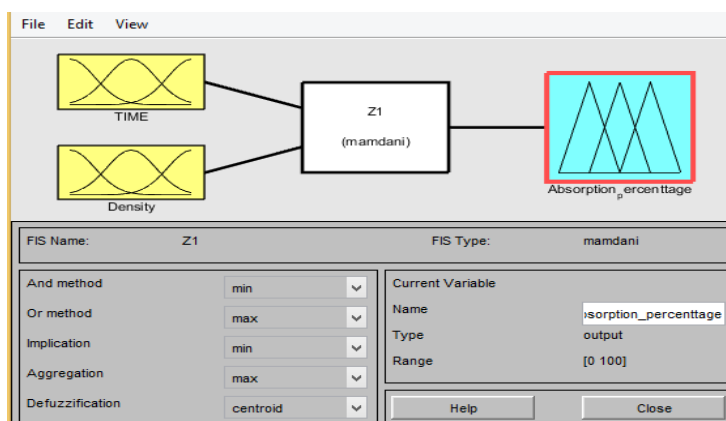 File Edit View
TIME
Density
Z1
(mamdani)
Absorption_percenttage
FIS Name: Z1 FIS Type: mamdani
And method min
Or method max
Implication min
Aggregation max
Defuzzification centroid
Current Variable
Name sorption_percenttage
Type output
Range [0 100]
Help Close